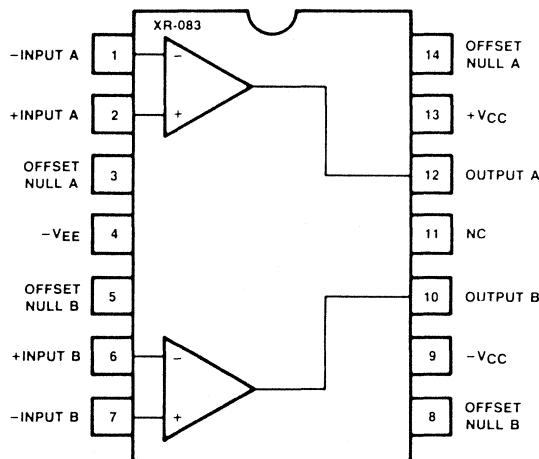 XR-083
−INPUT A 1
+INPUT A 2
OFFSET
NULL A 3
−VEE 4
OFFSET
NULL B 5
+INPUT B 6
−INPUT B 7
−
+
−
+
14 OFFSET
NULL A
13 +VCC
12 OUTPUT A
11 NC
10 OUTPUT B
9 −VCC
8 OFFSET
NULL B